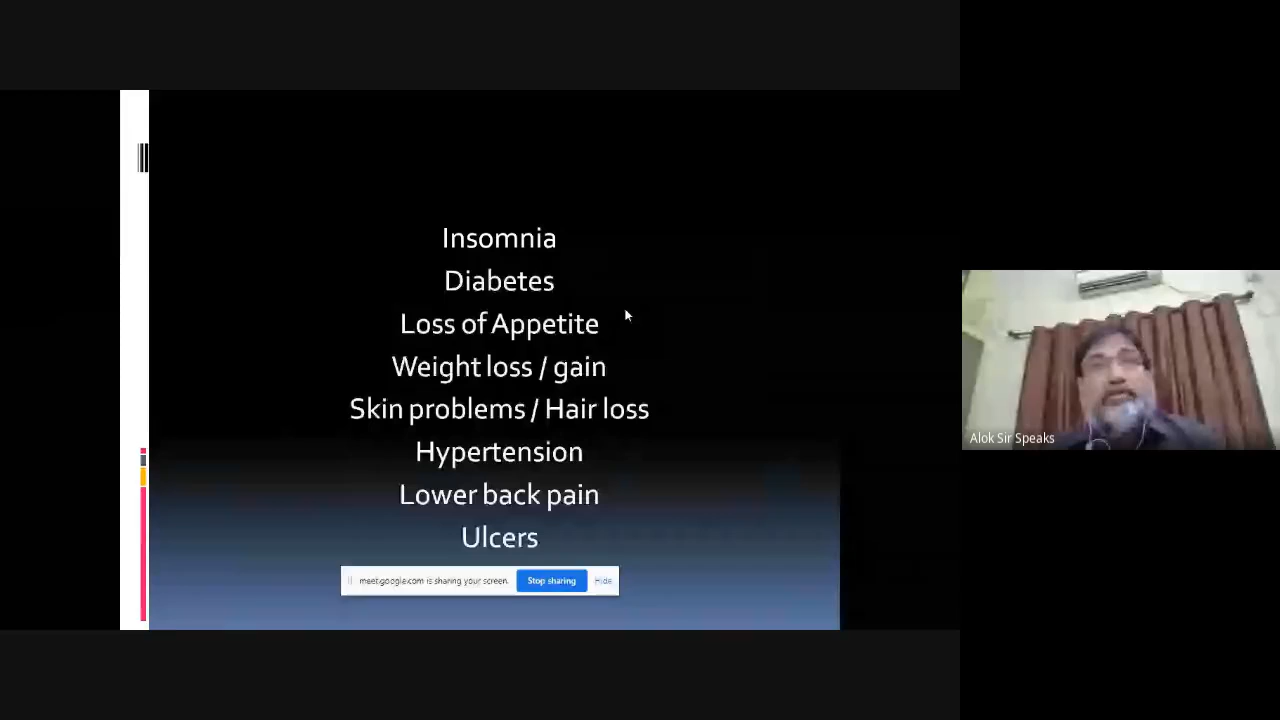 Insomnia
Diabetes
Loss of Appetite
Weight loss / gain
Skin problems / Hair loss
Hypertension
Lower back pain
Ulcers
meet.google.com is sharing your screen. Stop sharing Hide
Alok Sir Speaks